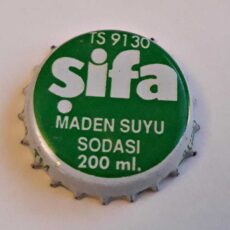 TS 9130
şifa
MADEN SUYU
SODASI
200 ml.